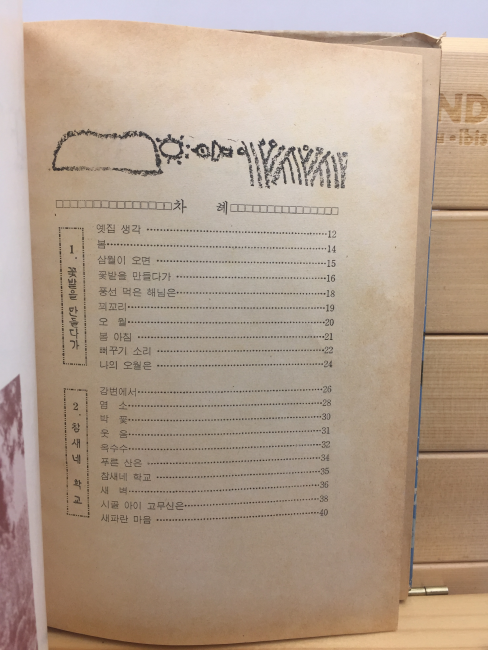 차 례
1. 꽃밭을 만들다가
옛집 생각 12
봄 14
삼월이 오면 15
꽃밭을 만들다가 16
풍선 먹은 해님은 18
꾀꼬리 19
오 월 20
봄 아침 21
뻐꾸기 소리 22
나의 오월은 24
2. 참새네 학교
강변에서 26
염 소 28
박 꽃 30
웃 음 31
옥수수 32
푸른 산은 34
참새네 학교 35
새 벽 36
시골 아이 고무신은 38
새파란 마음 40
ND
ibis